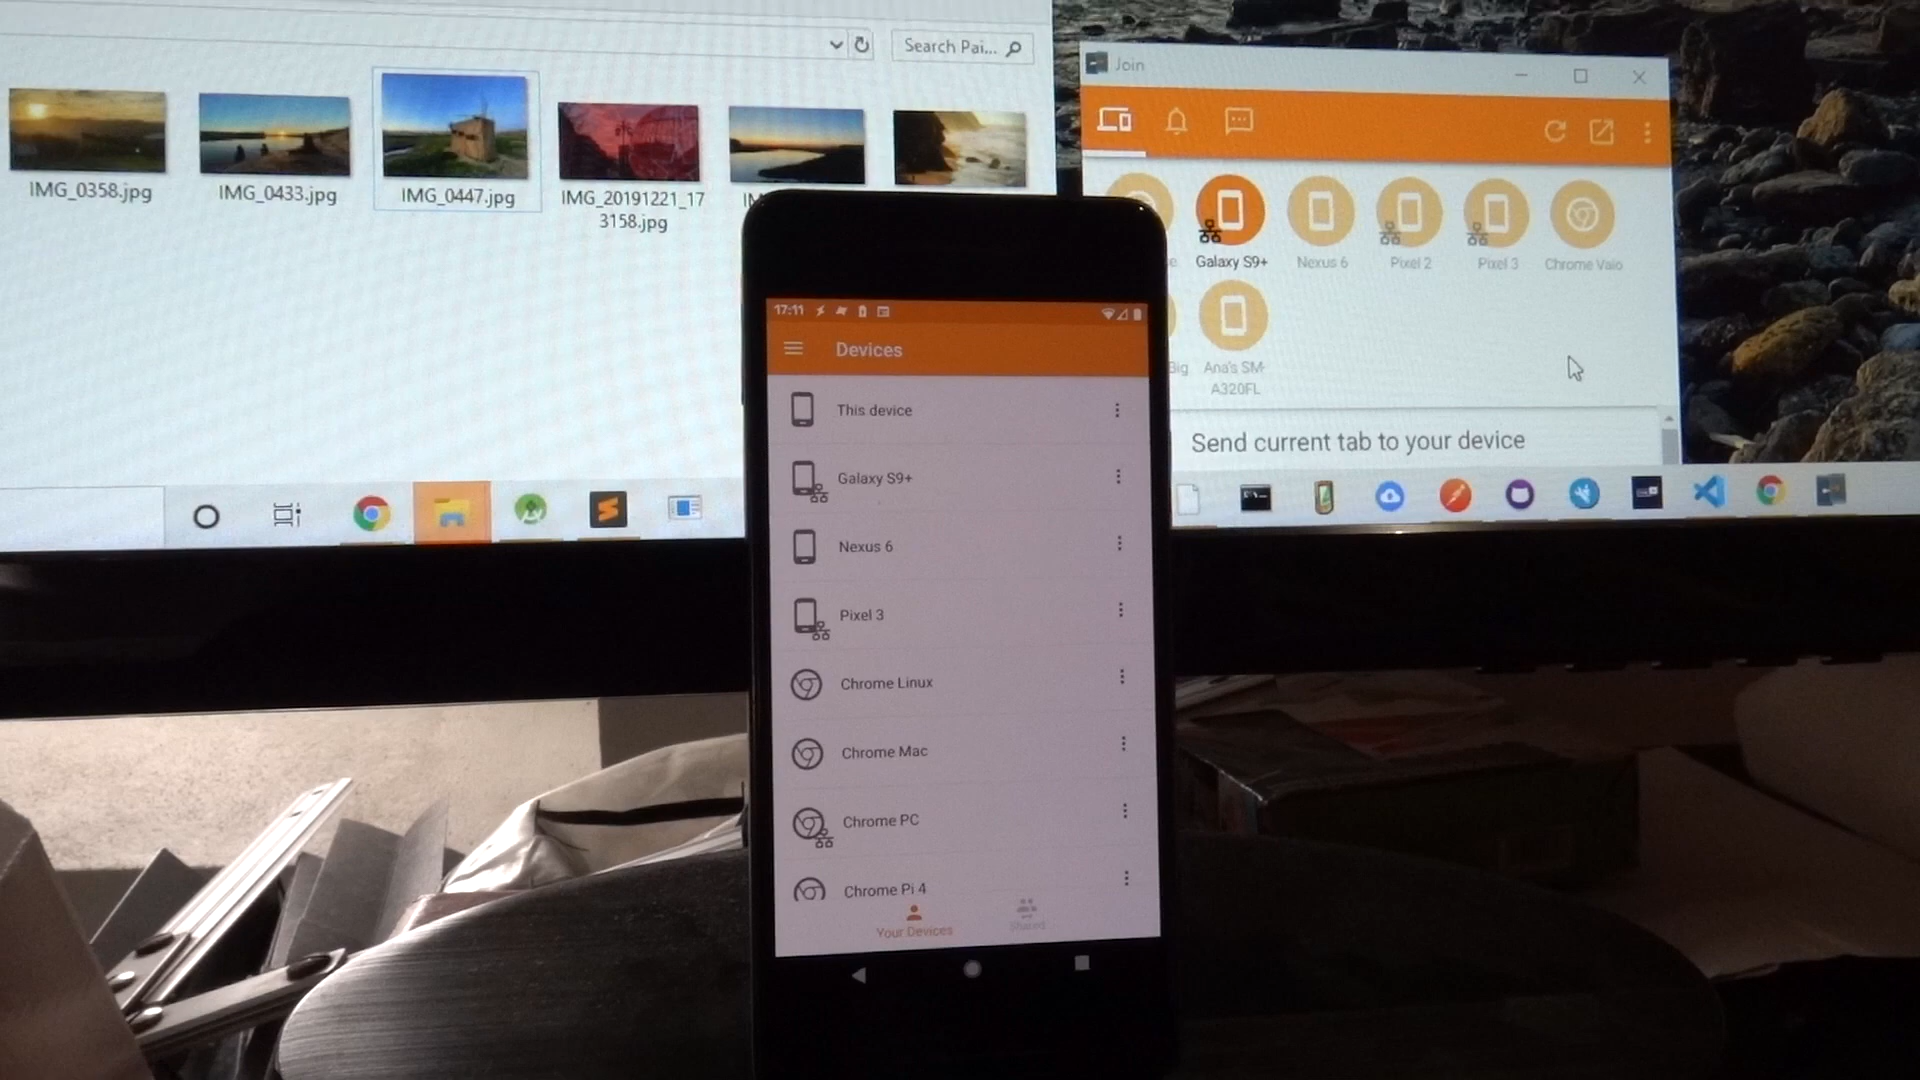 Search Pai...
IMG_0358.jpg
IMG_0433.jpg
IMG_0447.jpg
IMG_20191221_17
3158.jpg
Join
Galaxy S9+
Nexus 6
Pixel 2
Pixel 3
Chrome Vaio
Big
Ana's SM-
A320FL
Send current tab to your device
17:11
Devices
This device
Galaxy S9+
Nexus 6
Pixel 3
Chrome Linux
Chrome Mac
Chrome PC
Chrome Pi 4
Your Devices
Shared